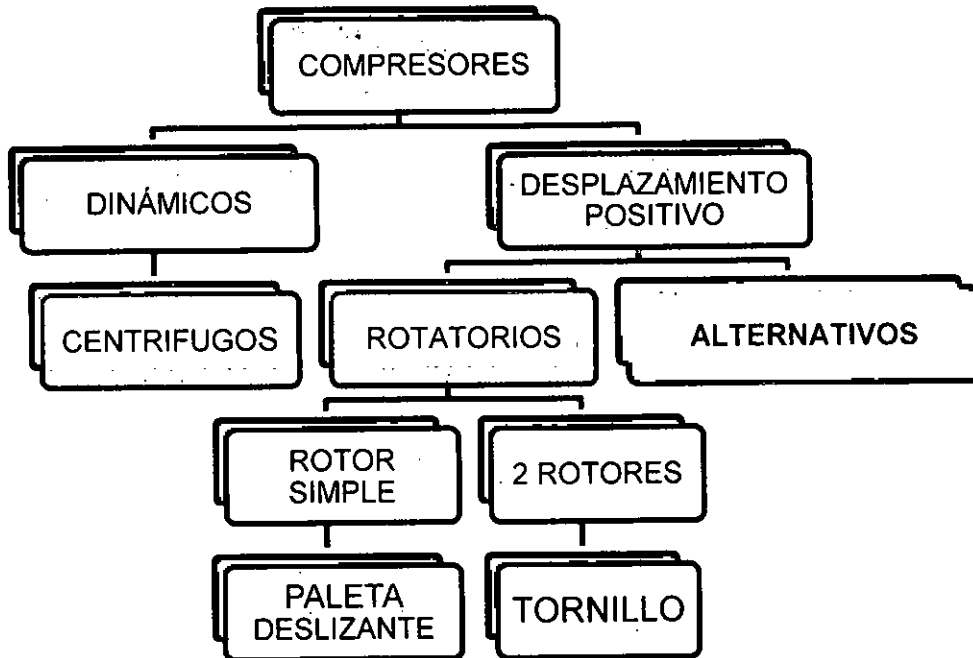 COMPRESORES
DINÁMICOS
DESPLAZAMIENTO
POSITIVO
CENTRIFUGOS
ROTATORIOS
ALTERNATIVOS
ROTOR
SIMPLE
2 ROTORES
PALETA
DESLIZANTE
TORNILLO